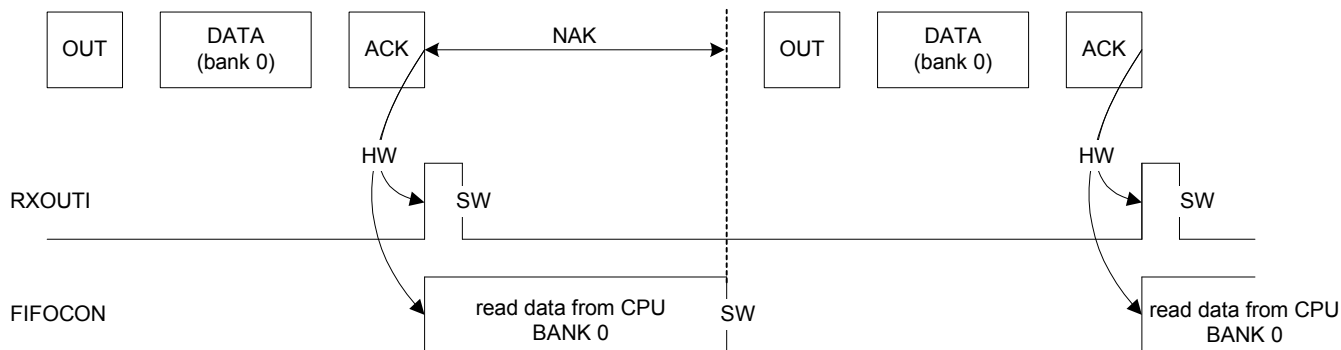 OUT
DATA
(bank 0)
ACK
NAK
OUT
DATA
(bank 0)
ACK
HW
HW
RXOUTI
SW
SW
FIFOCON
read data from CPU
BANK 0
SW
read data from CPU
BANK 0